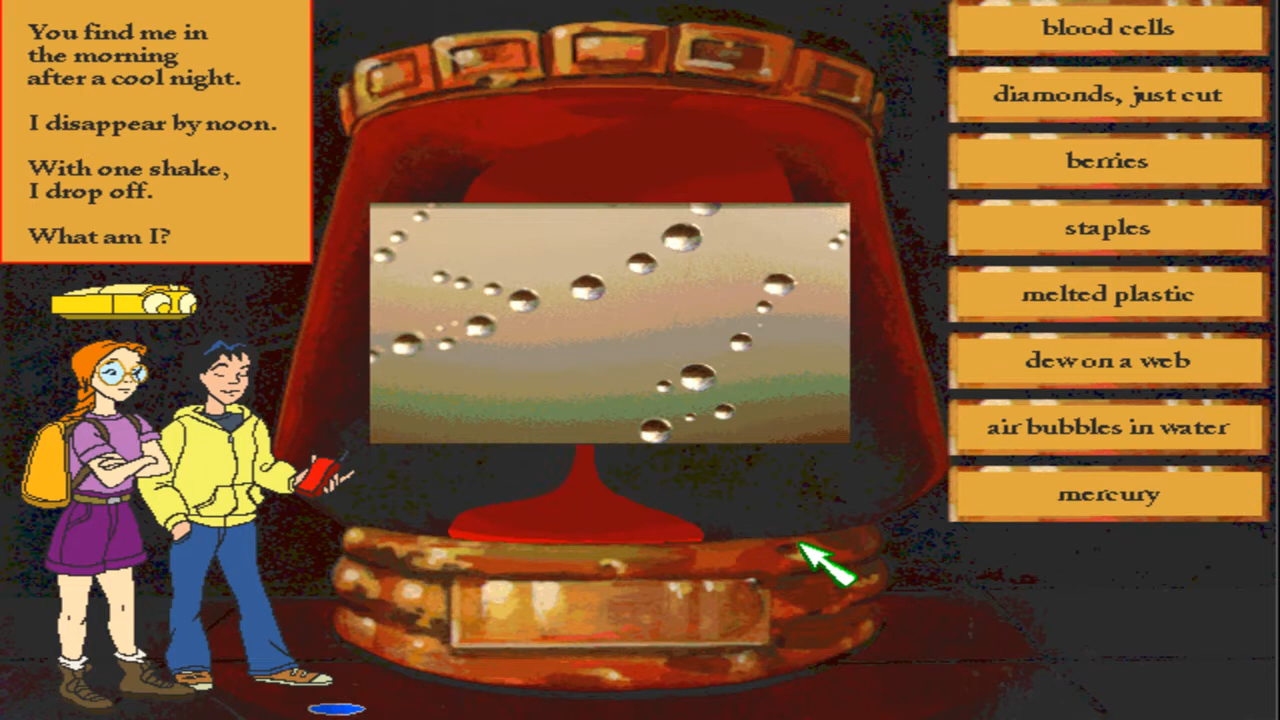 You find me in
the morning
after a cool night.
I disappear by noon.
With one shake,
I drop off.
What am I?
blood cells
diamonds, just cut
berries
staples
melted plastic
dew on a web
air bubbles in water
mercury